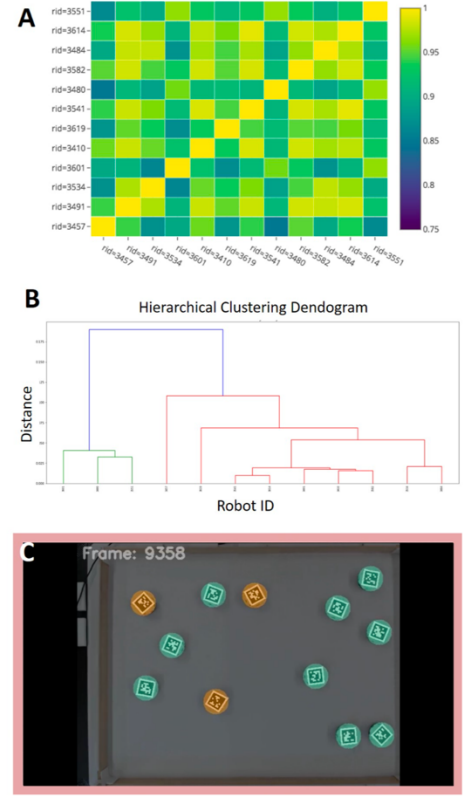 A
rid=3551
rid=3614
rid=3484
rid=3582
rid=3480
rid=3541
rid=3619
rid=3410
rid=3601
rid=3534
rid=3491
rid=3457
rid=3457
rid=3491
rid=3534
rid=3601
rid=3410
rid=3619
rid=3541
rid=3480
rid=3582
rid=3484
rid=3614
rid=3551
1
0.95
0.9
0.85
0.8
0.75
B
Hierarchical Clustering Dendogram
Distance
Robot ID
C
Frame: 9358